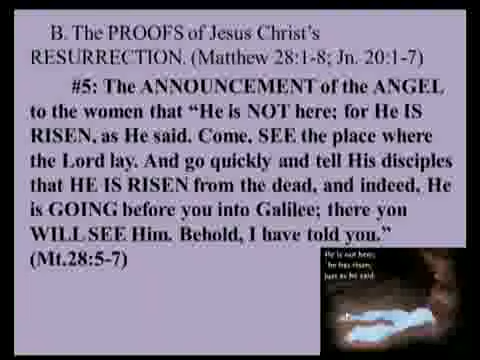 B. The PROOFS of Jesus Christ's
RESURRECTION. (Matthew 28:1-8; Jn. 20:1-7)
#5: The ANNOUNCEMENT of the ANGEL
to the women that “He is NOT here; for He IS
RISEN, as He said. Come, SEE the place where
the Lord lay. And go quickly and tell His disciples
that HE IS RISEN from the dead, and indeed, He
is GOING before you into Galilee; there you
WILL SEE Him. Behold, I have told you.”
(Mt.28:5-7)
He is not here;
he has risen,
just as he said.